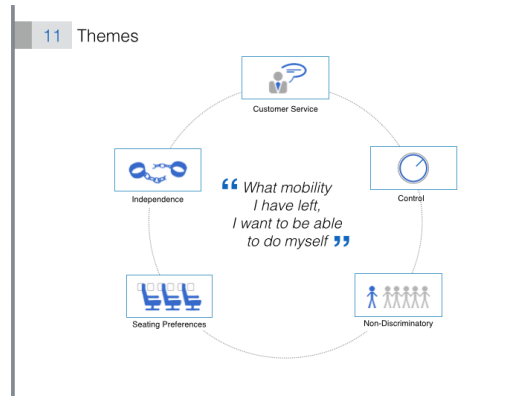 11 Themes
Customer Service
Independence
Control
“ What mobility
I have left,
I want to be able
to do myself ”
Seating Preferences
Non-Discriminatory